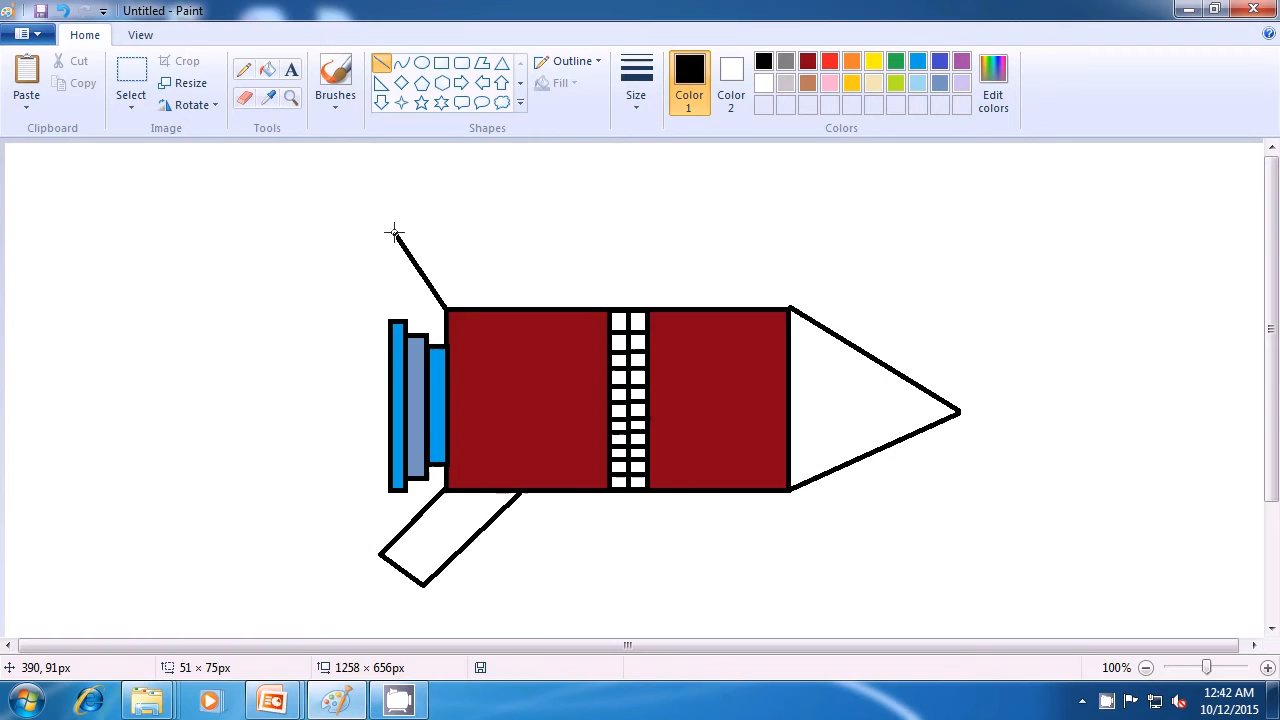 Untitled - Paint
Home View
Paste
Cut
Copy
Clipboard
Select
Crop
Resize
Rotate
Image
A
Tools
Brushes
Outline
Fill
Shapes
Size
Color
1
Color
2
Edit
colors
Colors
390, 91px
51 × 75px
1258 × 656px
100%
12:42 AM
10/12/2015